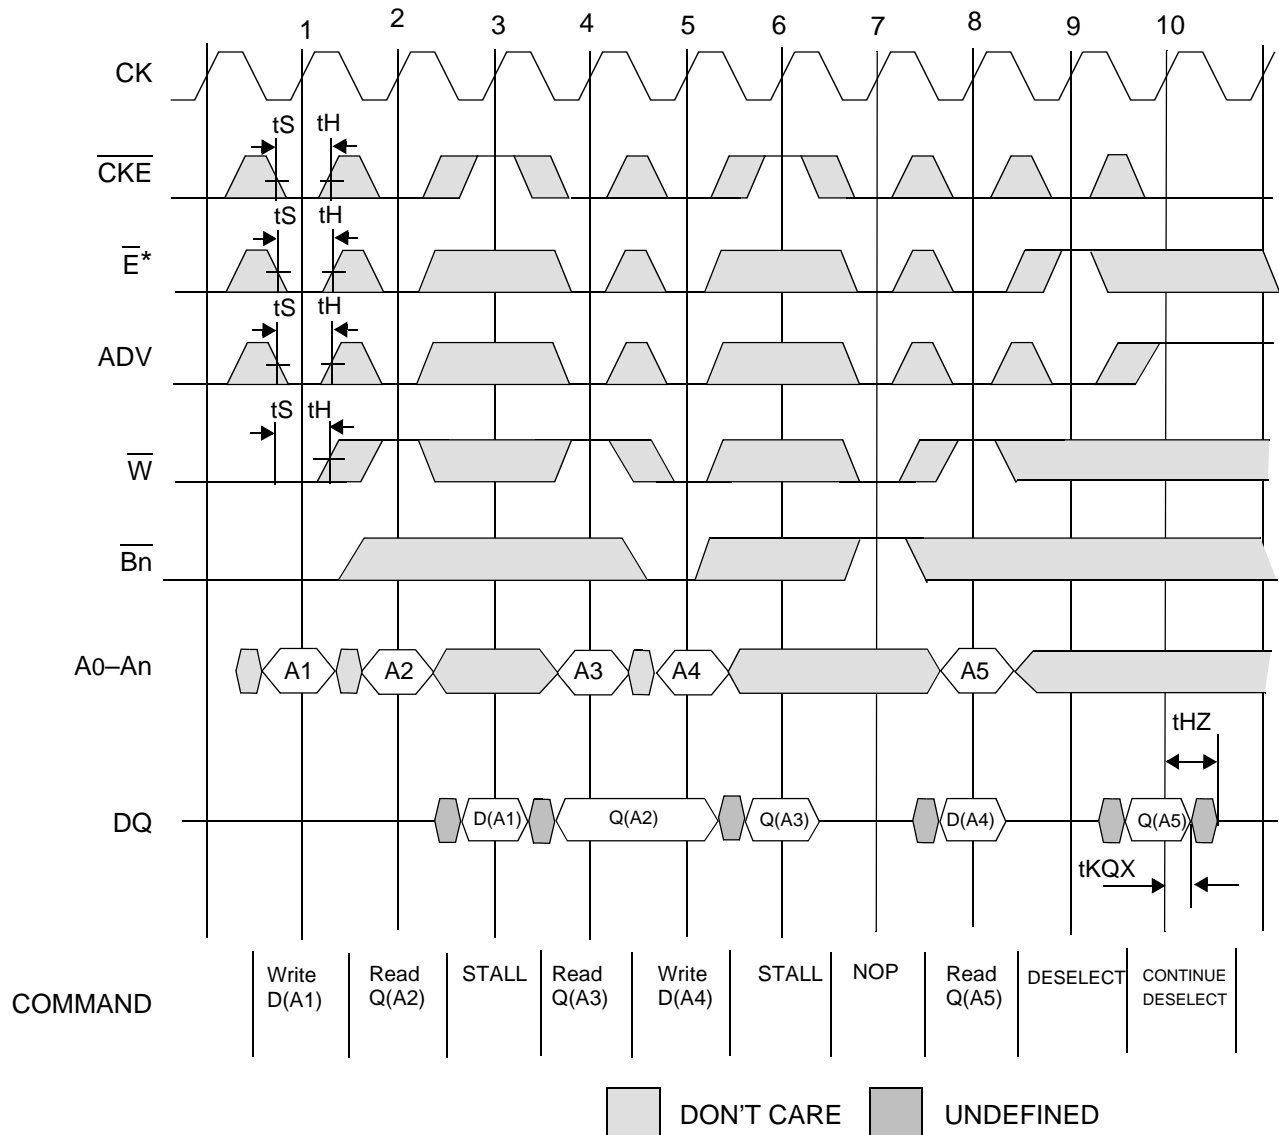 1 2 3 4 5 6 7 8 9 10
CK
tS tH
CKE
tS tH
E*
tS tH
ADV
tS tH
W
Bn
A0–An A1 A2 A3 A4 A5
tHZ
DQ D(A1) Q(A2) Q(A3) D(A4) Q(A5)
tKQX
COMMAND
Write D(A1)
Read Q(A2)
STALL
Read Q(A3)
Write D(A4)
STALL
NOP
Read Q(A5)
DESELECT
CONTINUE DESELECT
DON'T CARE UNDEFINED